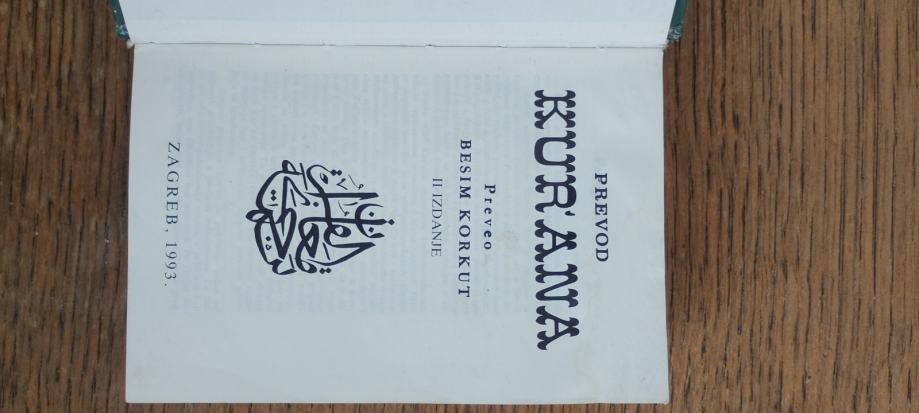 PREVOD
KUR'ANA
Preveo
BESIM KORKUT
II IZDANJE
ZAGREB, 1993.